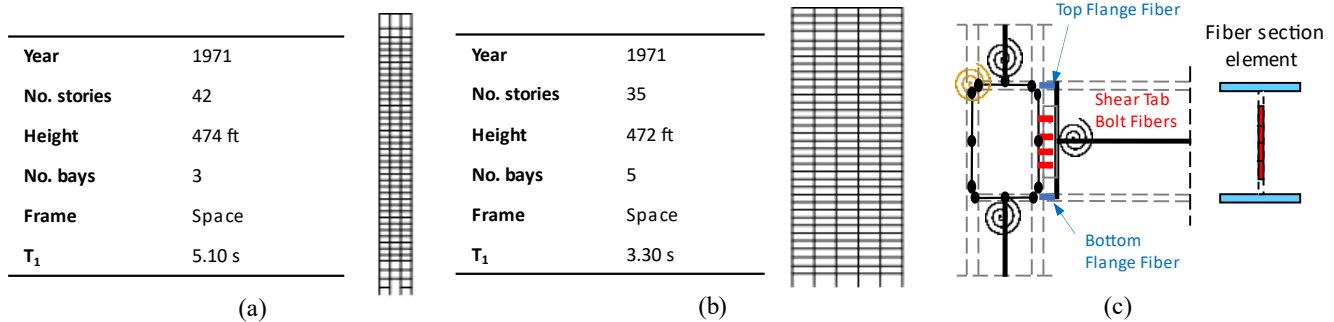 Year 1971
No. stories 42
Height 474 ft
No. bays 3
Frame Space
T1 5.10 s
(a)
Year 1971
No. stories 35
Height 472 ft
No. bays 5
Frame Space
T1 3.30 s
(b)
Top Flange Fiber
Shear Tab
Bolt Fibers
Bottom
Flange Fiber
Fiber section
element
(c)